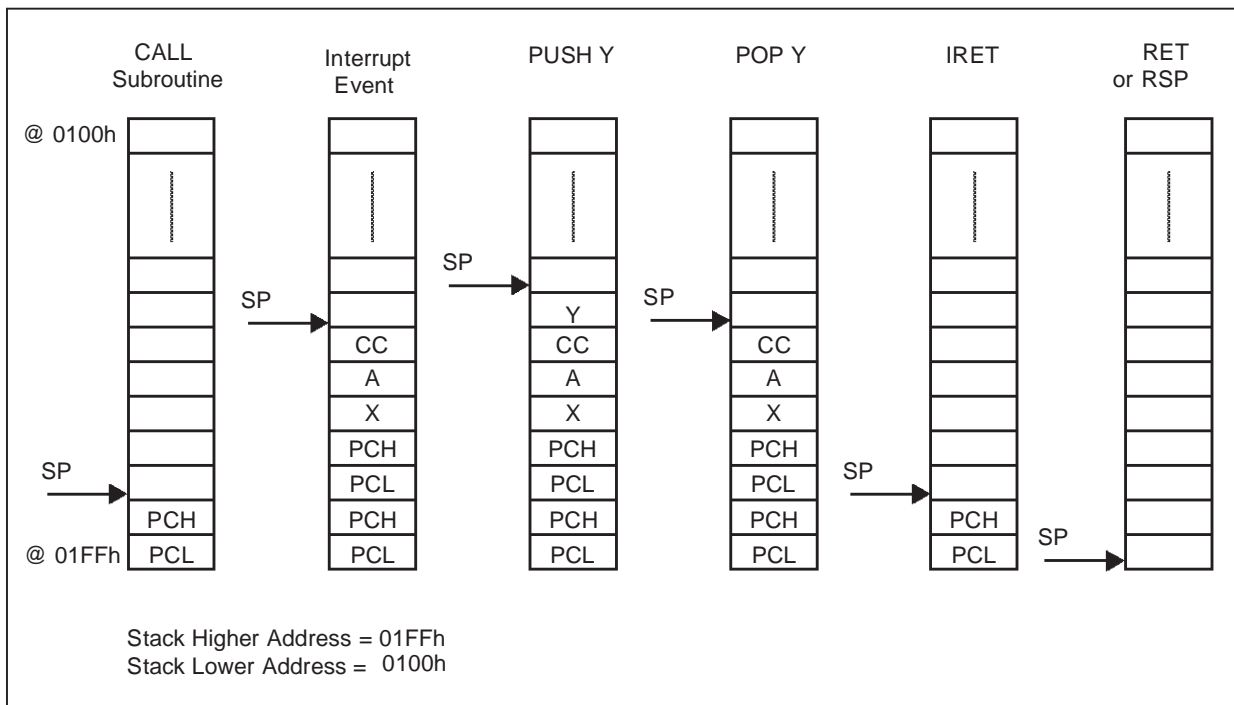 CALL
Subroutine
Interrupt
Event
PUSH Y
POP Y
IRET
RET
or RSP
@ 0100h
SP
SP
SP
Y
SP
CC
CC
CC
A
A
A
X
X
X
PCH
PCH
PCH
SP
PCL
PCL
PCL
SP
PCH
PCH
PCH
PCH
PCH
@ 01FFh
PCL
PCL
PCL
PCL
PCL
SP
Stack Higher Address = 01FFh
Stack Lower Address = 0100h